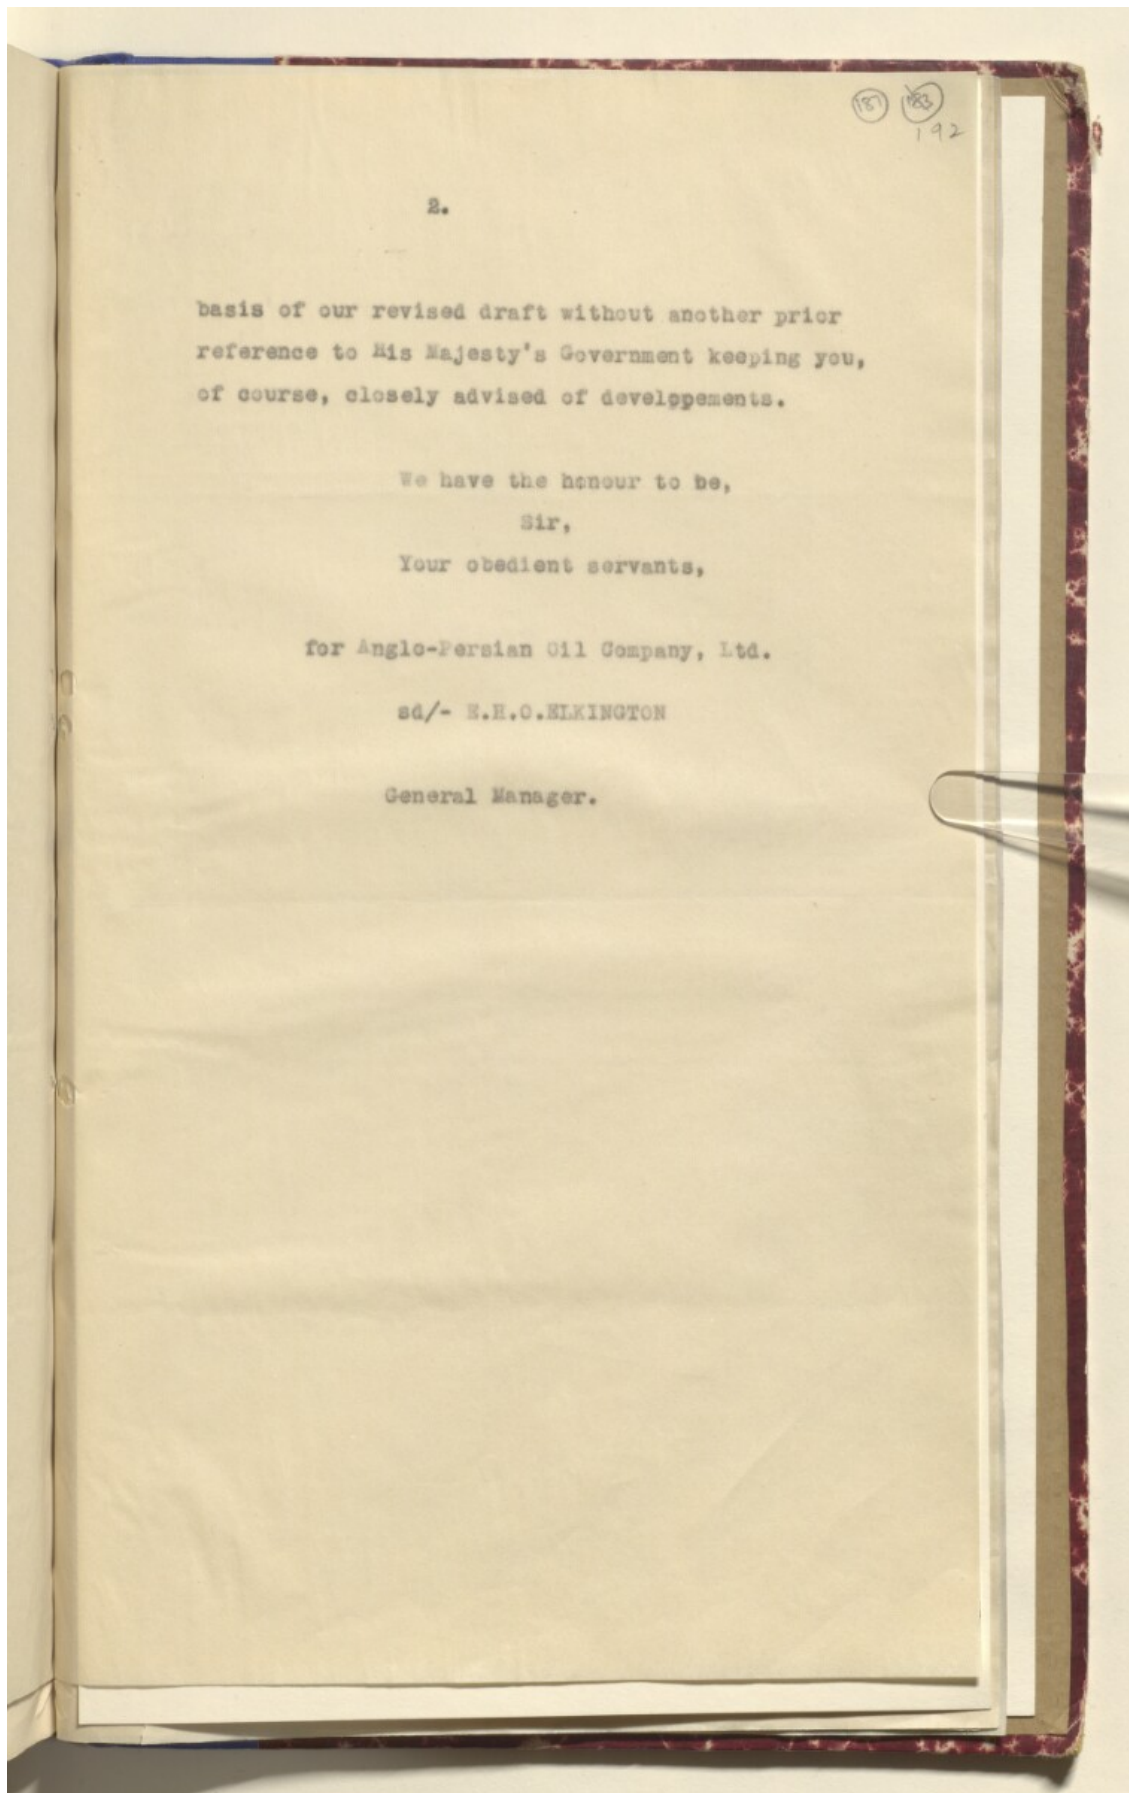 187 183
192
2.
basis of our revised draft without another prior
reference to His Majesty's Government keeping you,
of course, closely advised of developements.
We have the honour to be,
Sir,
Your obedient servants,
for Anglo-Persian Oil Company, Ltd.
sd/- E.H.O.ELKINGTON
General Manager.